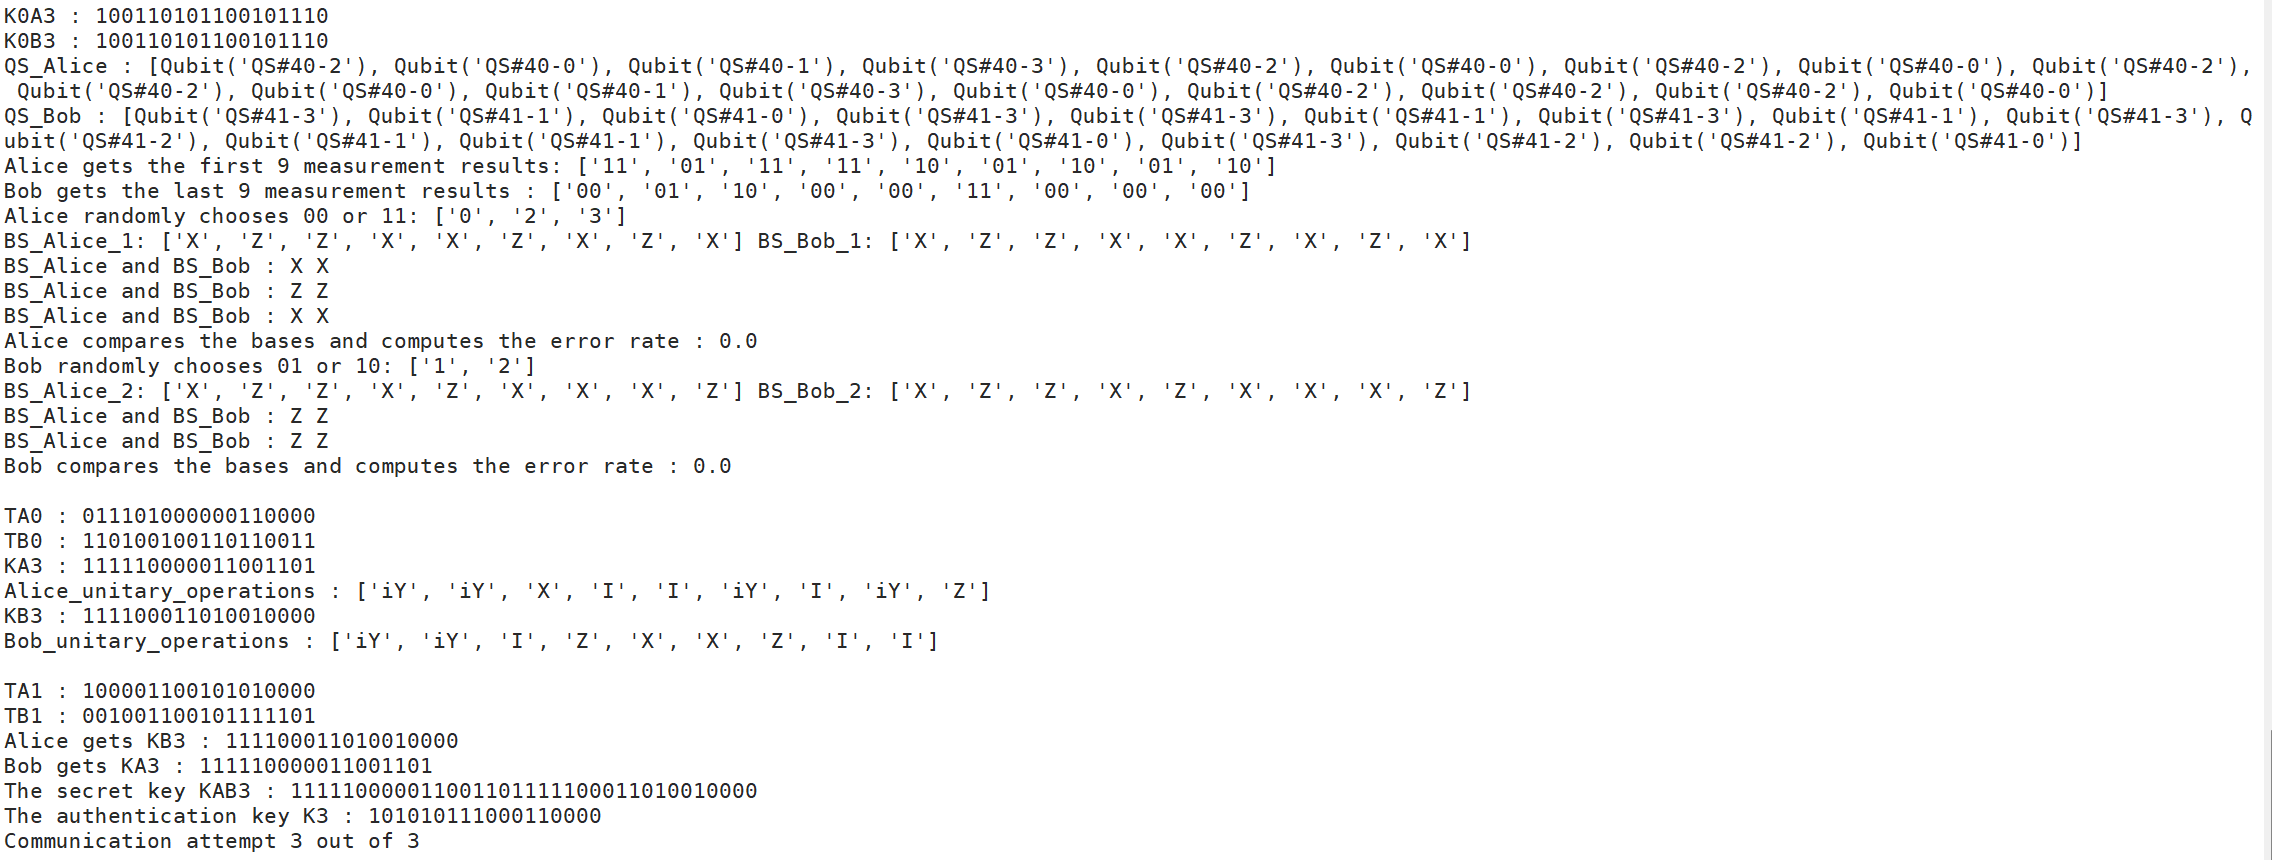 K0A3 : 100110101100101110
K0B3 : 100110101100101110
QS_Alice : [Qubit('QS#40-2'), Qubit('QS#40-0'), Qubit('QS#40-1'), Qubit('QS#40-3'), Qubit('QS#40-2'), Qubit('QS#40-0'), Qubit('QS#40-2'), Qubit('QS#40-0'), Qubit('QS#40-2'),
 Qubit('QS#40-2'), Qubit('QS#40-0'), Qubit('QS#40-1'), Qubit('QS#40-3'), Qubit('QS#40-0'), Qubit('QS#40-2'), Qubit('QS#40-2'), Qubit('QS#40-2'), Qubit('QS#40-0')]
QS_Bob : [Qubit('QS#41-3'), Qubit('QS#41-1'), Qubit('QS#41-0'), Qubit('QS#41-3'), Qubit('QS#41-3'), Qubit('QS#41-1'), Qubit('QS#41-3'), Qubit('QS#41-1'), Qubit('QS#41-3'), Q
ubit('QS#41-2'), Qubit('QS#41-1'), Qubit('QS#41-1'), Qubit('QS#41-3'), Qubit('QS#41-0'), Qubit('QS#41-3'), Qubit('QS#41-2'), Qubit('QS#41-2'), Qubit('QS#41-0')]
Alice gets the first 9 measurement results: ['11', '01', '11', '11', '10', '01', '10', '01', '10']
Bob gets the last 9 measurement results : ['00', '01', '10', '00', '00', '11', '00', '00', '00']
Alice randomly chooses 00 or 11: ['0', '2', '3']
BS_Alice_1: ['X', 'Z', 'Z', 'X', 'X', 'Z', 'X', 'Z', 'X'] BS_Bob_1: ['X', 'Z', 'Z', 'X', 'X', 'Z', 'X', 'Z', 'X']
BS_Alice and BS_Bob : X X
BS_Alice and BS_Bob : Z Z
BS_Alice and BS_Bob : X X
Alice compares the bases and computes the error rate : 0.0
Bob randomly chooses 01 or 10: ['1', '2']
BS_Alice_2: ['X', 'Z', 'Z', 'X', 'Z', 'X', 'X', 'X', 'Z'] BS_Bob_2: ['X', 'Z', 'Z', 'X', 'Z', 'X', 'X', 'X', 'Z']
BS_Alice and BS_Bob : Z Z
BS_Alice and BS_Bob : Z Z
Bob compares the bases and computes the error rate : 0.0

TA0 : 011101000000110000
TB0 : 110100100110110011
KA3 : 111110000011001101
Alice_unitary_operations : ['iY', 'iY', 'X', 'I', 'I', 'iY', 'I', 'iY', 'Z']
KB3 : 111100011010010000
Bob_unitary_operations : ['iY', 'iY', 'I', 'Z', 'X', 'X', 'Z', 'I', 'I']

TA1 : 100001100101010000
TB1 : 001001100101111101
Alice gets KB3 : 111100011010010000
Bob gets KA3 : 111110000011001101
The secret key KAB3 : 111110000011001101111100011010010000
The authentication key K3 : 101010111000110000
Communication attempt 3 out of 3